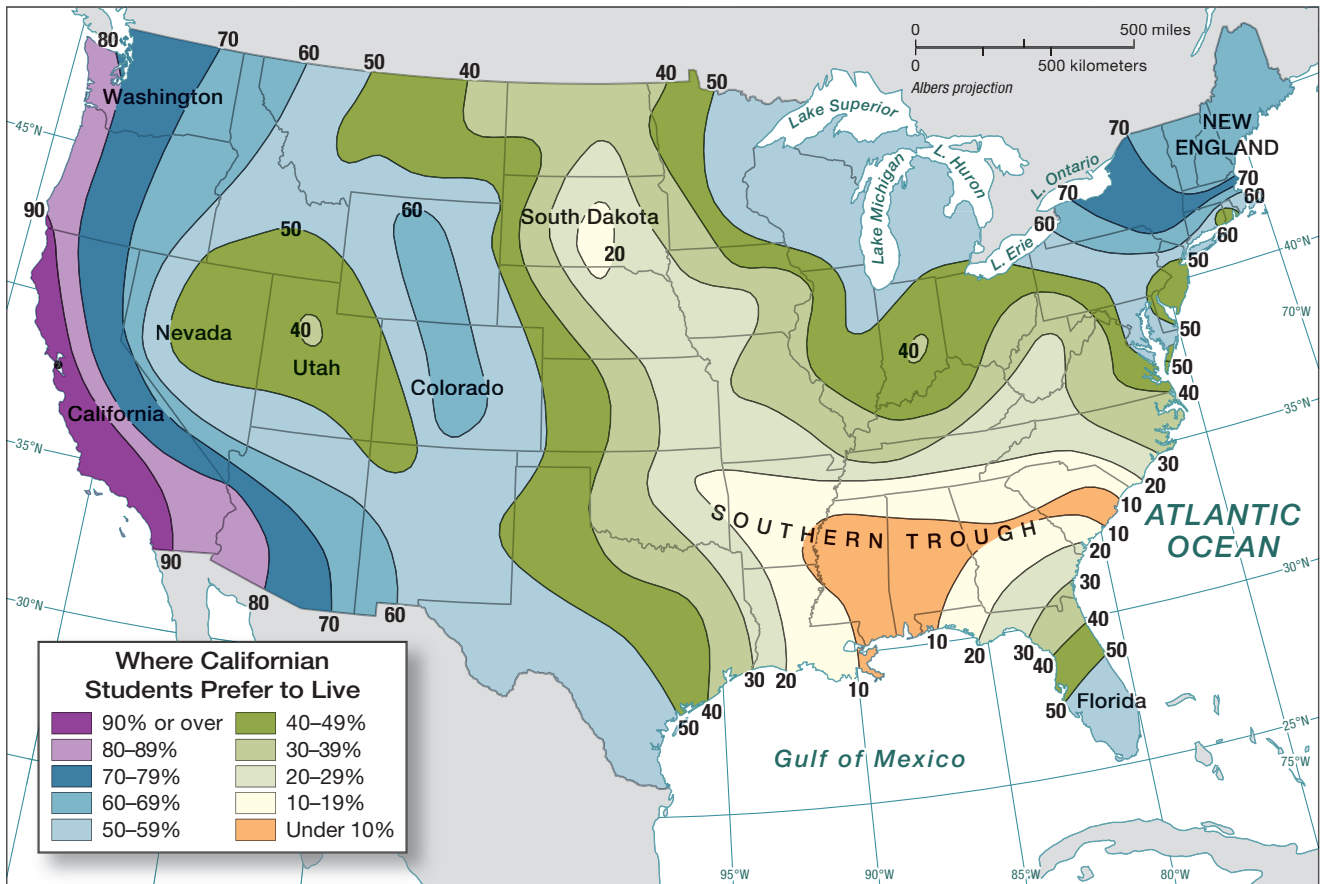 80
70
60
50
40
40
50
0
500 miles
0
500 kilometers
Albers projection
Washington
Lake Superior
70
NEW
ENGLAND
45°N
Lake Michigan
L. Huron
L. Ontario
70
70
60
90
50
60
South Dakota
20
60
L. Erie
60
40°N
50
Nevada
40
Utah
Colorado
40
70°W
50
50
40
California
35°N
35°N
30
20
10
SOUTHERN TROUGH
ATLANTIC
OCEAN
10
20
30
30°N
90
80
70
60
30°N
40
50
10
20
30
40
30
20
10
50
40
50
Florida
25°N
75°W
Gulf of Mexico
Where Californian
Students Prefer to Live
90% or over
40–49%
80–89%
30–39%
70–79%
20–29%
60–69%
10–19%
50–59%
Under 10%
95°W
90°W
85°W
80°W